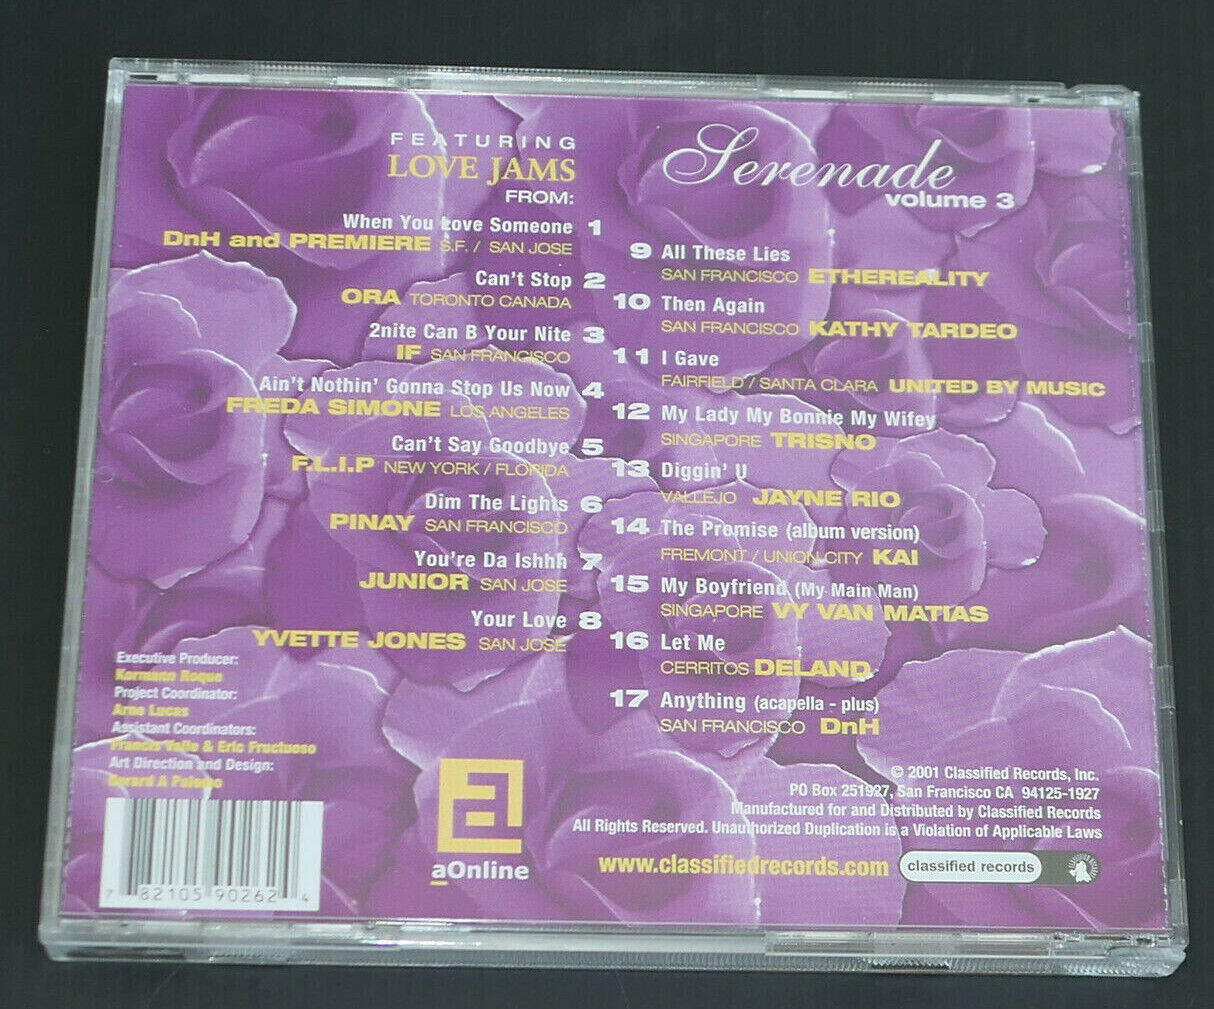 FEATURING
LOVE JAMS
FROM:
When You Love Someone 1
DnH and PREMIERE S.F. / SAN JOSE
Can't Stop 2
ORA TORONTO CANADA
2nite Can B Your Nite 3
IF SAN FRANCISCO
Ain't Nothin' Gonna Stop Us Now 4
FREDA SIMONE LOS ANGELES
Can't Say Goodbye 5
F.L.I.P NEW YORK / FLORIDA
Dim The Lights 6
PINAY SAN FRANCISCO
You're Da Ishhh 7
JUNIOR SAN JOSE
Your Love 8
YVETTE JONES SAN JOSE
Serenade
volume 3
9 All These Lies
SAN FRANCISCO ETHEREALITY
10 Then Again
SAN FRANCISCO KATHY TARDEO
11 I Gave
FAIRFIELD / SANTA CLARA UNITED BY MUSIC
12 My Lady My Bonnie My Wifey
SINGAPORE TRISNO
13 Diggin' U
VALLEJO JAYNE RIO
14 The Promise (album version)
FREMONT / UNION CITY KAI
15 My Boyfriend (My Main Man)
SINGAPORE VY VAN MATIAS
16 Let Me
CERRITOS DELAND
17 Anything (acapella - plus)
SAN FRANCISCO DnH
Executive Producer:
Kormann Roque
Project Coordinator:
Arne Lucas
Assistant Coordinators:
Francis Valle & Eric Fructuoso
Art Direction and Design:
Gerard A Palomo
7 82105 90262 4
aOnline
© 2001 Classified Records, Inc.
PO Box 251927, San Francisco CA 94125-1927
Manufactured for and Distributed by Classified Records
All Rights Reserved. Unauthorized Duplication is a Violation of Applicable Laws
www.classifiedrecords.com classified records